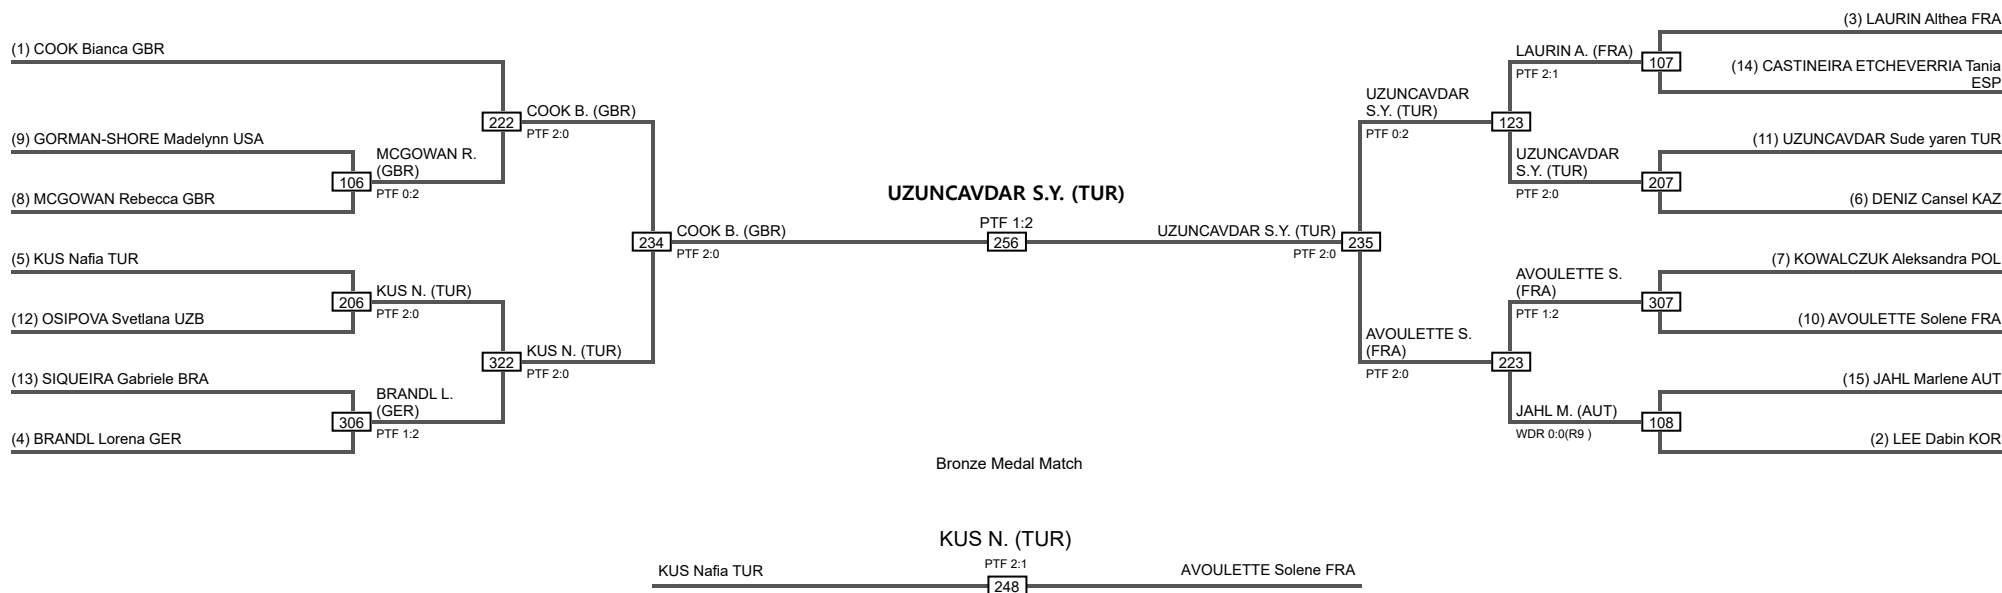 (1) COOK Bianca GBR
(9) GORMAN-SHORE Madelynn USA
(8) MCGOWAN Rebecca GBR
(5) KUS Nafia TUR
(12) OSIPOVA Svetlana UZB
(13) SIQUEIRA Gabriele BRA
(4) BRANDL Lorena GER
106
MCGOWAN R.
(GBR)
PTF 0:2
206
KUS N. (TUR)
PTF 2:0
306
BRANDL L.
(GER)
PTF 1:2
222
COOK B. (GBR)
PTF 2:0
322
KUS N. (TUR)
PTF 2:0
234
COOK B. (GBR)
PTF 2:0
UZUNCAVDAR S.Y. (TUR)
PTF 1:2
256
UZUNCAVDAR S.Y. (TUR)
PTF 2:0
235
UZUNCAVDAR
S.Y. (TUR)
PTF 0:2
123
AVOULETTE S.
(FRA)
PTF 2:0
223
LAURIN A. (FRA)
PTF 2:1
107
UZUNCAVDAR
S.Y. (TUR)
PTF 2:0
207
AVOULETTE S.
(FRA)
PTF 1:2
307
JAHL M. (AUT)
WDR 0:0(R9 )
108
(3) LAURIN Althea FRA
(14) CASTINEIRA ETCHEVERRIA Tania
ESP
(11) UZUNCAVDAR Sude yaren TUR
(6) DENIZ Cansel KAZ
(7) KOWALCZUK Aleksandra POL
(10) AVOULETTE Solene FRA
(15) JAHL Marlene AUT
(2) LEE Dabin KOR
Bronze Medal Match
KUS N. (TUR)
PTF 2:1
KUS Nafia TUR
248
AVOULETTE Solene FRA